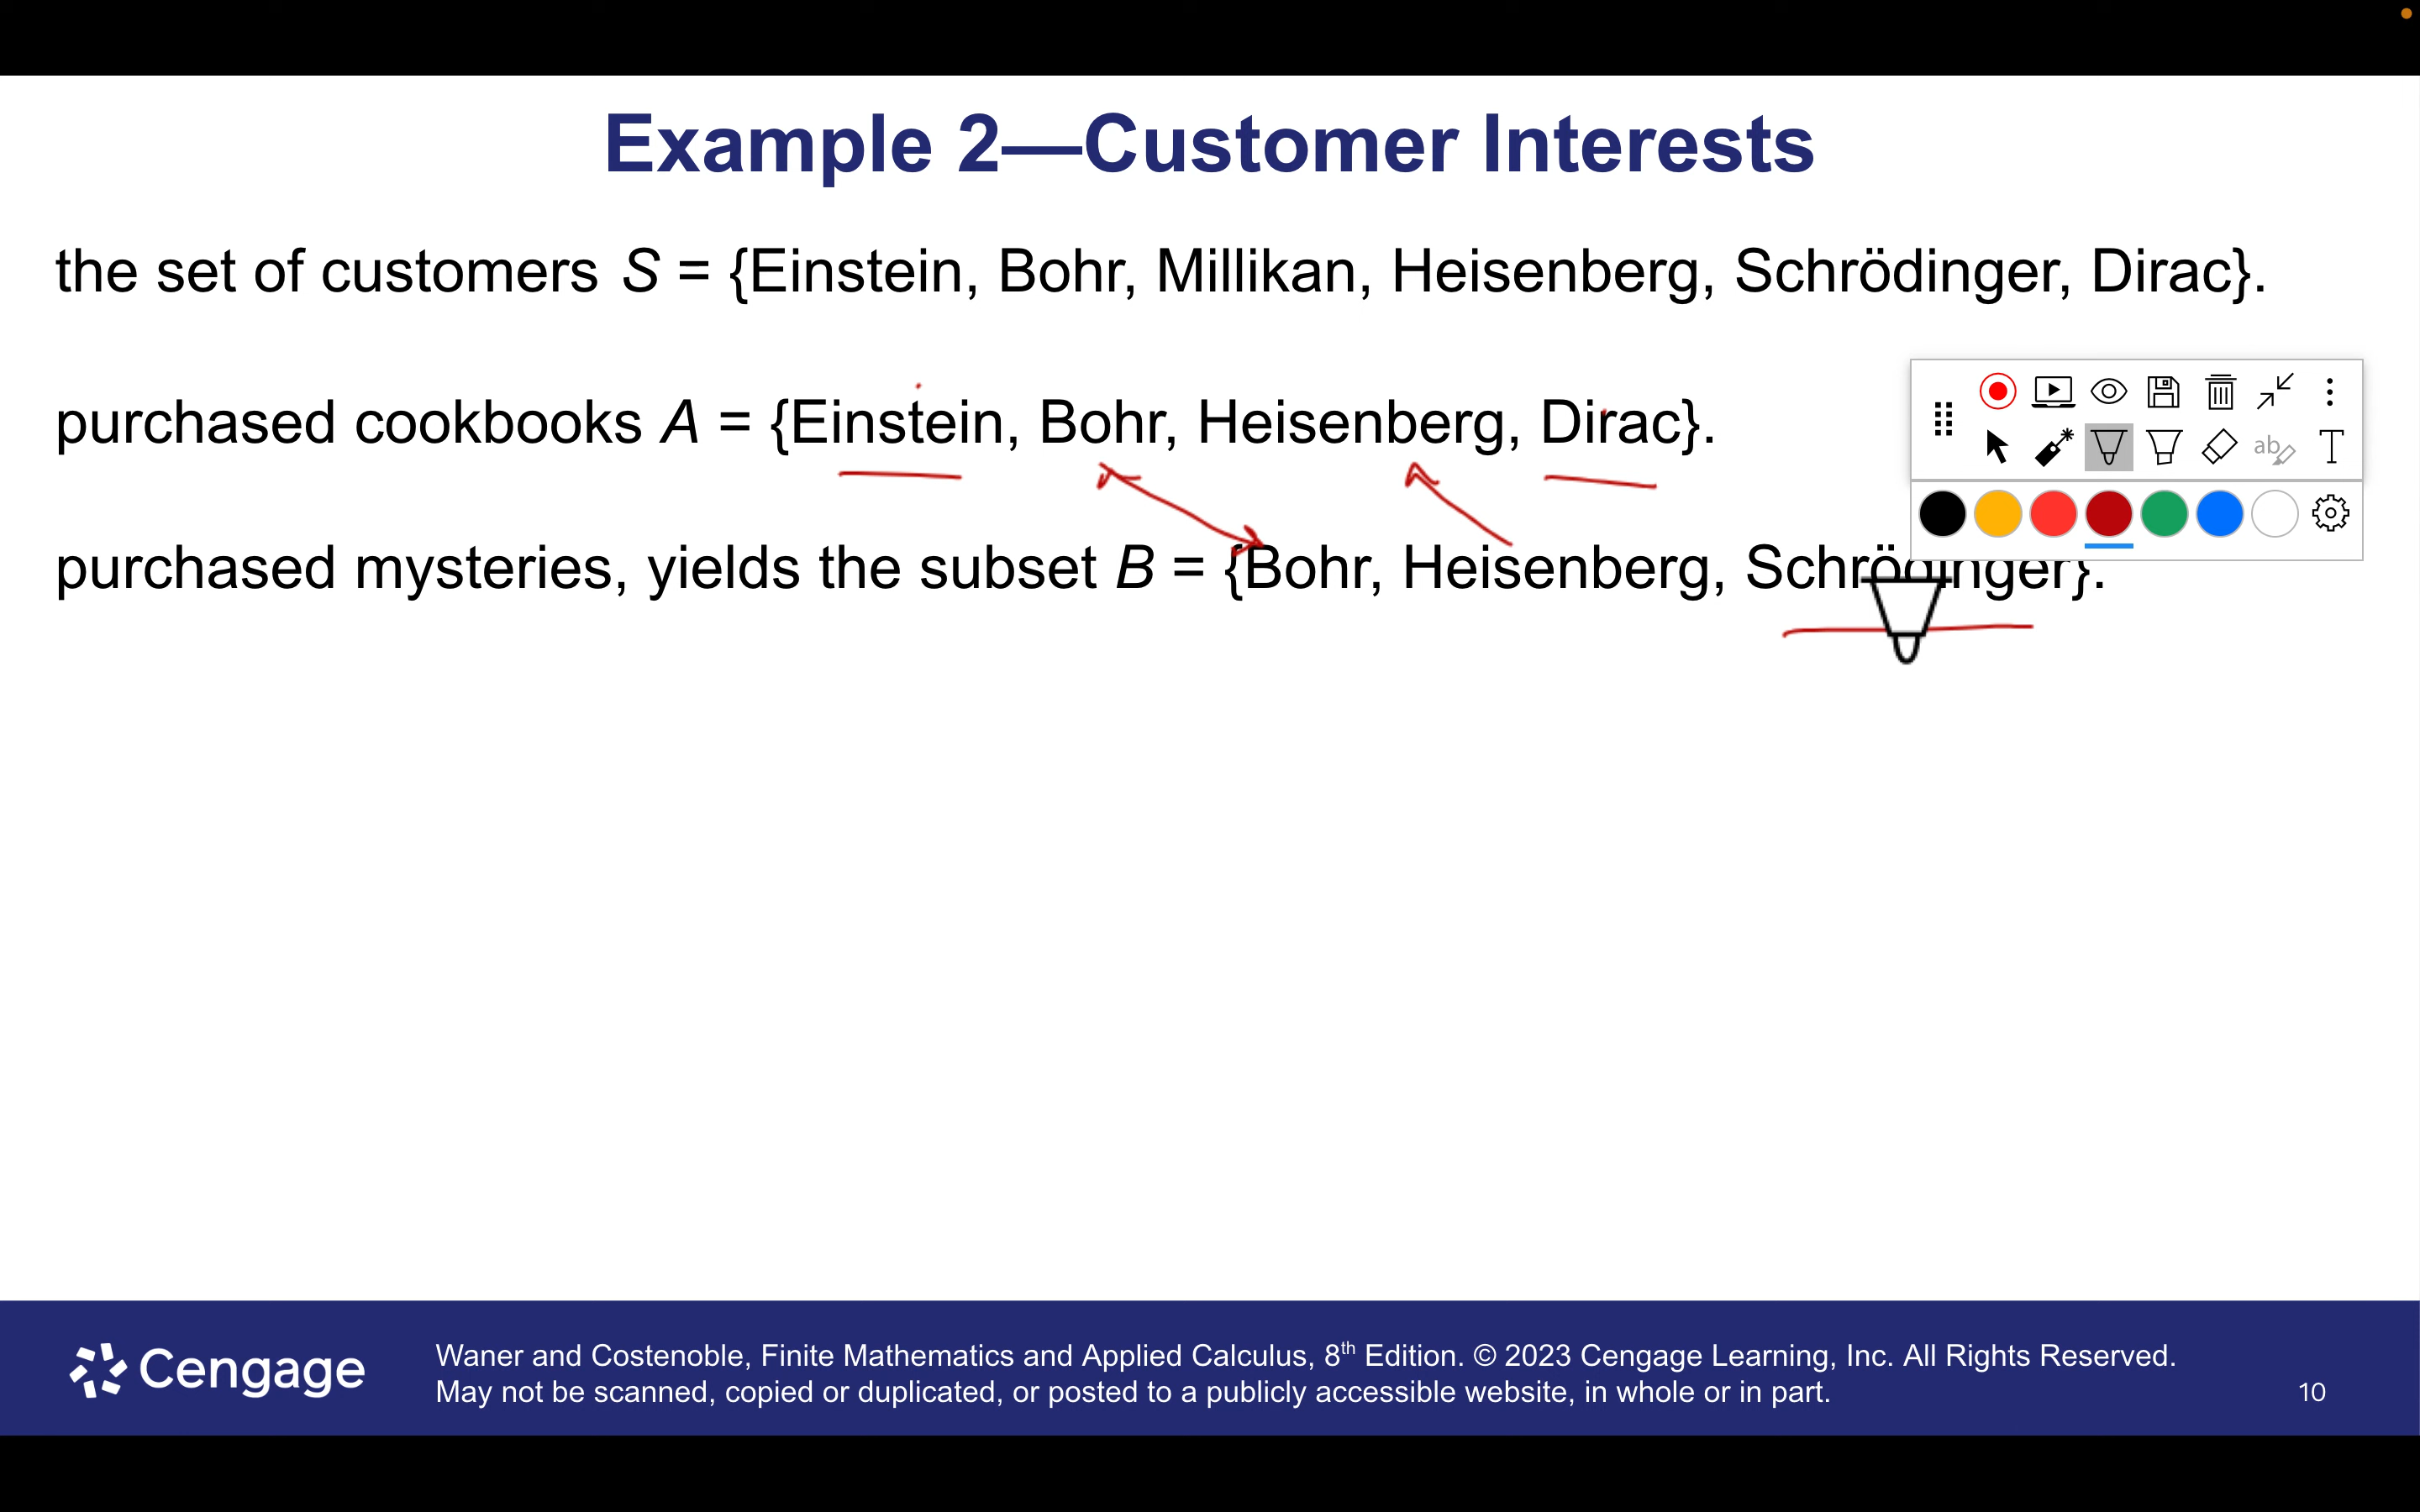 Example 2—Customer Interests
the set of customers S = {Einstein, Bohr, Millikan, Heisenberg, Schrödinger, Dirac}.
purchased cookbooks A = {Einstein, Bohr, Heisenberg, Dirac}.
purchased mysteries, yields the subset B = {Bohr, Heisenberg, Schrödinger}.
ab
T
Cengage
Waner and Costenoble, Finite Mathematics and Applied Calculus, 8th Edition. © 2023 Cengage Learning, Inc. All Rights Reserved.
May not be scanned, copied or duplicated, or posted to a publicly accessible website, in whole or in part.
10